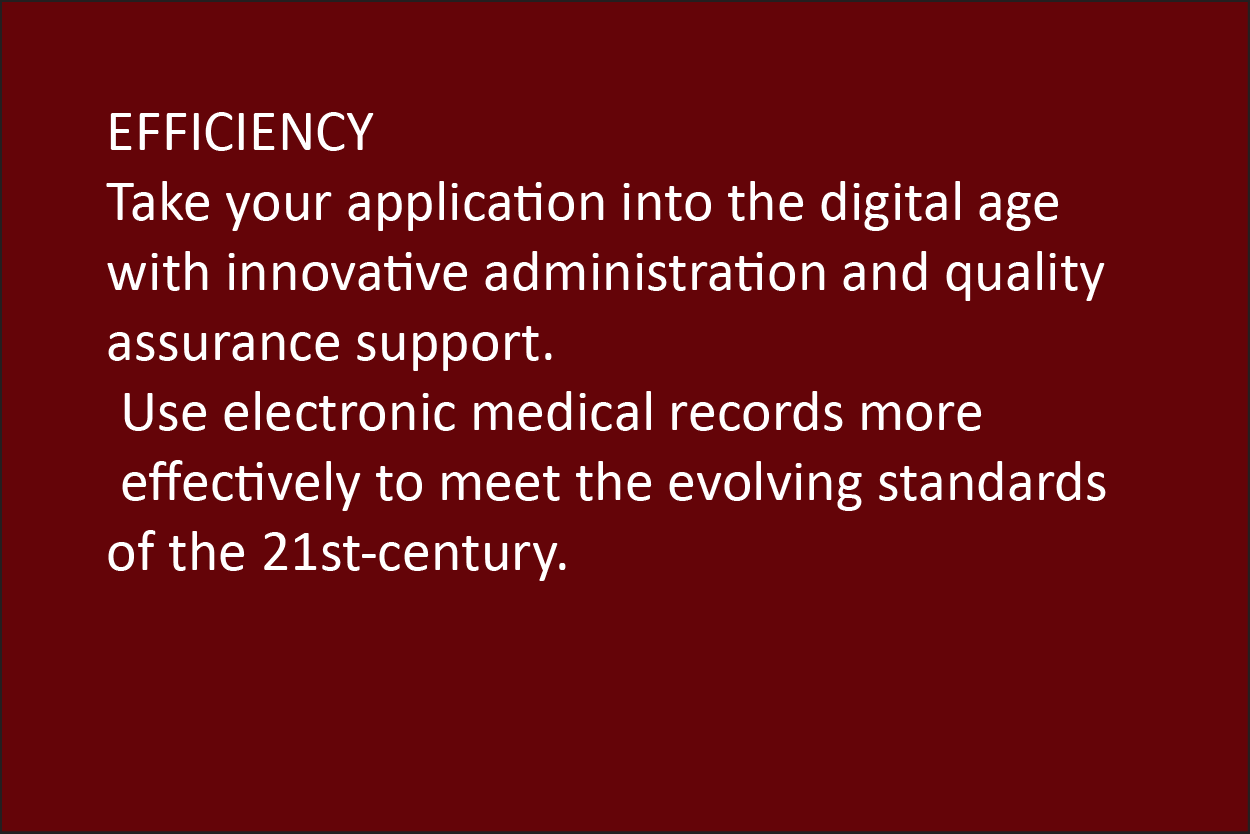 EFFICIENCY
Take your application into the digital age
with innovative administration and quality
assurance support.
Use electronic medical records more
effectively to meet the evolving standards
of the 21st-century.